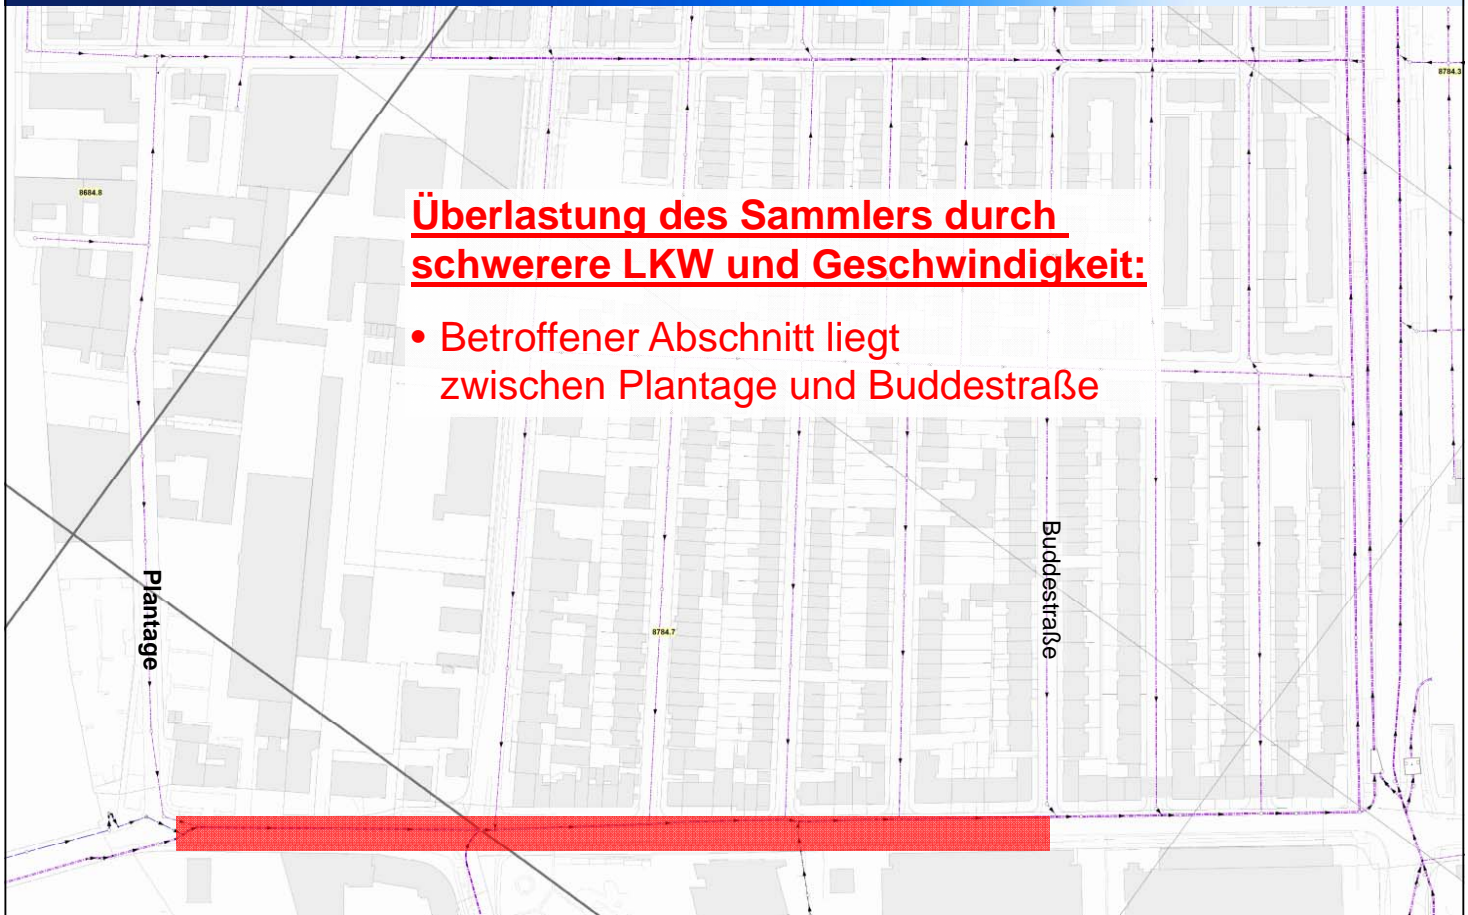 8784.3
8684.8
Überlastung des Sammlers durch
schwerere LKW und Geschwindigkeit:
• Betroffener Abschnitt liegt
zwischen Plantage und Buddestraße
Plantage
Buddestraße
8784.7